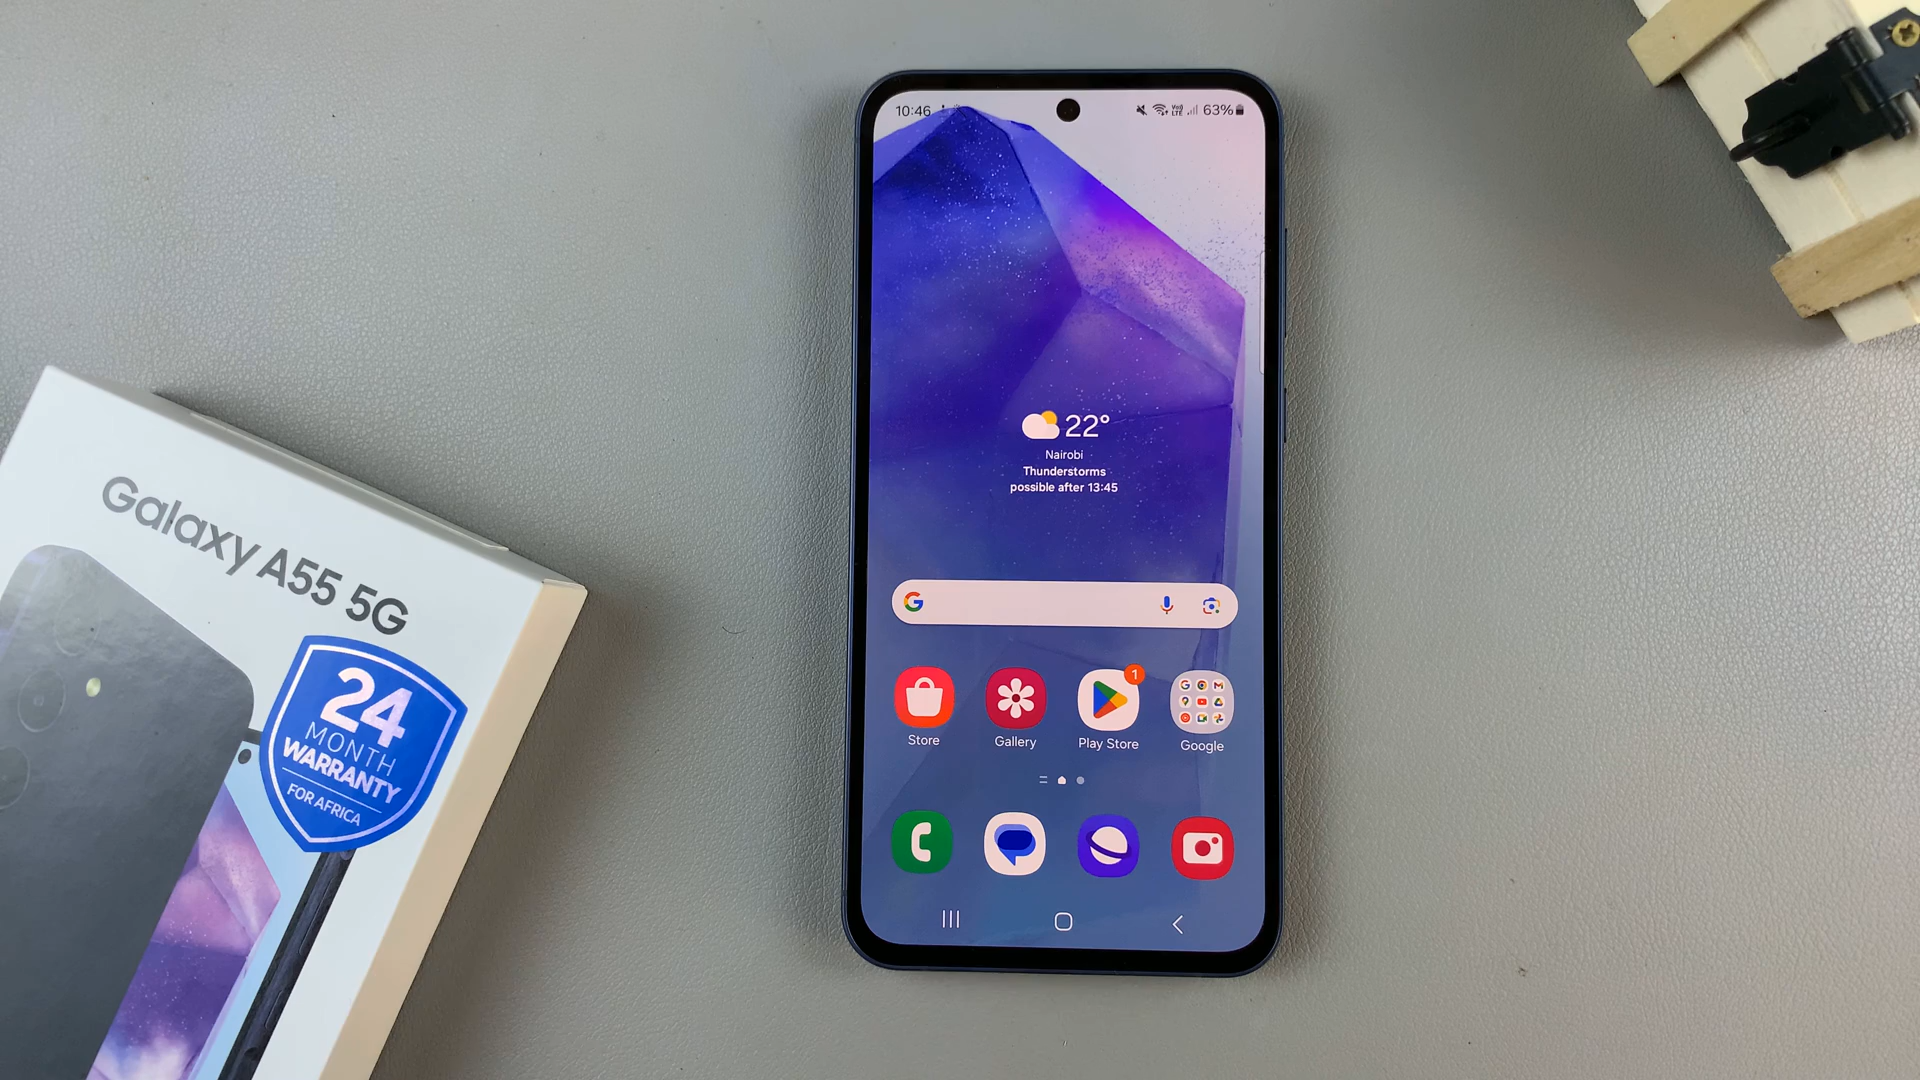 10:46
63%
22°
Nairobi
Thunderstorms
possible after 13:45
G
1
Store
Gallery
Play Store
Google
Galaxy A55 5G
24
MONTH
WARRANTY
FOR AFRICA